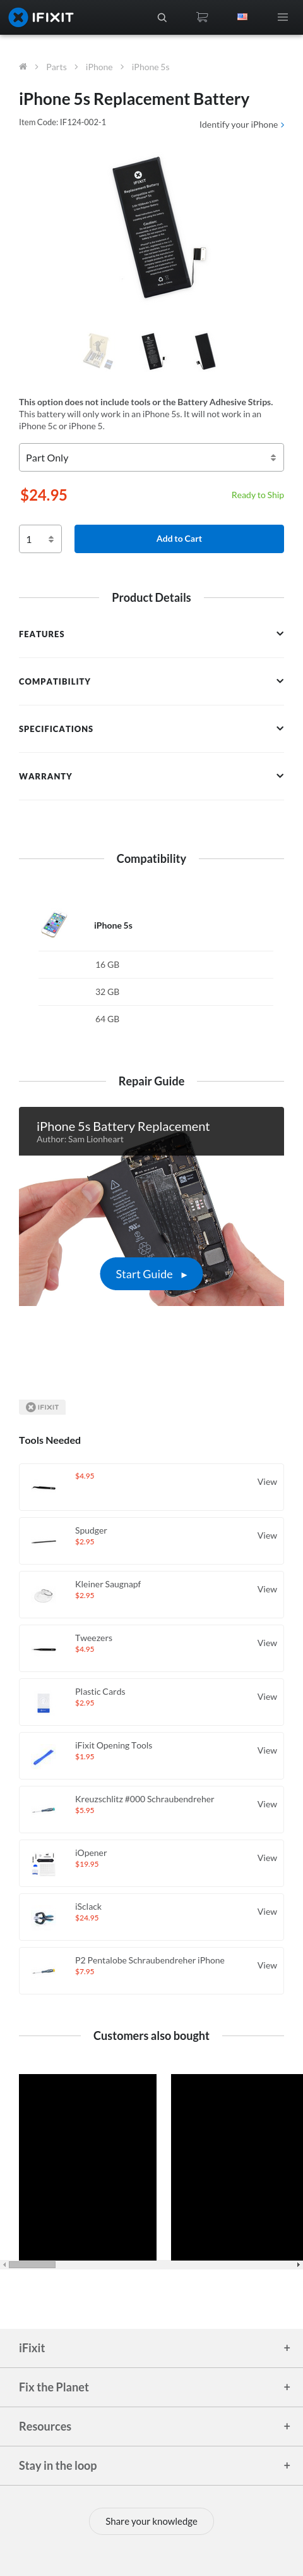 IFIXIT
Parts
iPhone
iPhone 5s
iPhone 5s Replacement Battery
Item Code: IF124-002-1
Identify your iPhone
IFIXIT
Replacement Battery
This option does not include tools or the Battery Adhesive Strips.
This battery will only work in an iPhone 5s. It will not work in an
iPhone 5c or iPhone 5.
Part Only
$24.95
Ready to Ship
1
Add to Cart
Product Details
FEATURES
COMPATIBILITY
SPECIFICATIONS
WARRANTY
Compatibility
iPhone 5s
16 GB
32 GB
64 GB
Repair Guide
iPhone 5s Battery Replacement
Author: Sam Lionheart
Start Guide
IFIXIT
Tools Needed
$4.95
View
Spudger
$2.95
View
Kleiner Saugnapf
$2.95
View
Tweezers
$4.95
View
Plastic Cards
$2.95
View
iFixit Opening Tools
$1.95
View
Kreuzschlitz #000 Schraubendreher
$5.95
View
iOpener
$19.95
View
iSclack
$24.95
View
P2 Pentalobe Schraubendreher iPhone
$7.95
View
Customers also bought
iFixit
+
Fix the Planet
+
Resources
+
Stay in the loop
+
Share your knowledge